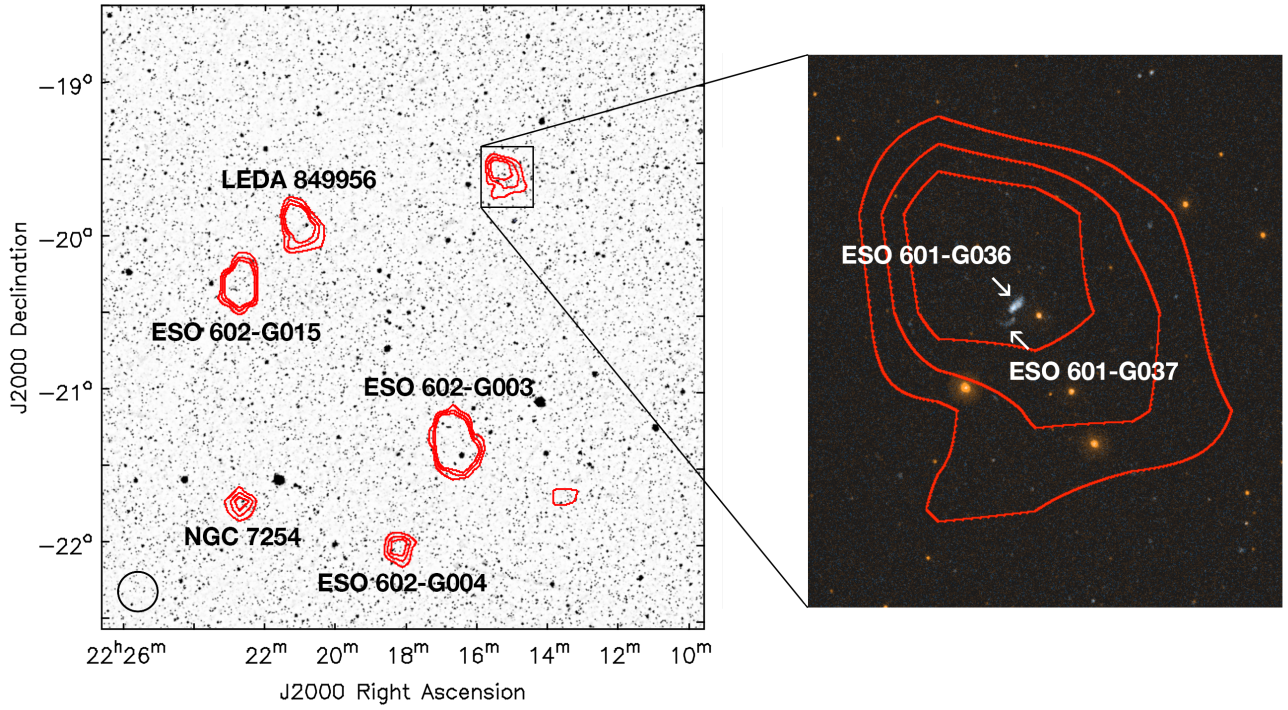 −19°
−20°
−21°
−22°
J2000 Declination
LEDA 849956
ESO 602-G015
ESO 602-G003
NGC 7254
ESO 602-G004
22ʰ26ᵐ 22ᵐ 20ᵐ 18ᵐ 16ᵐ 14ᵐ 12ᵐ 10ᵐ
J2000 Right Ascension
ESO 601-G036
ESO 601-G037